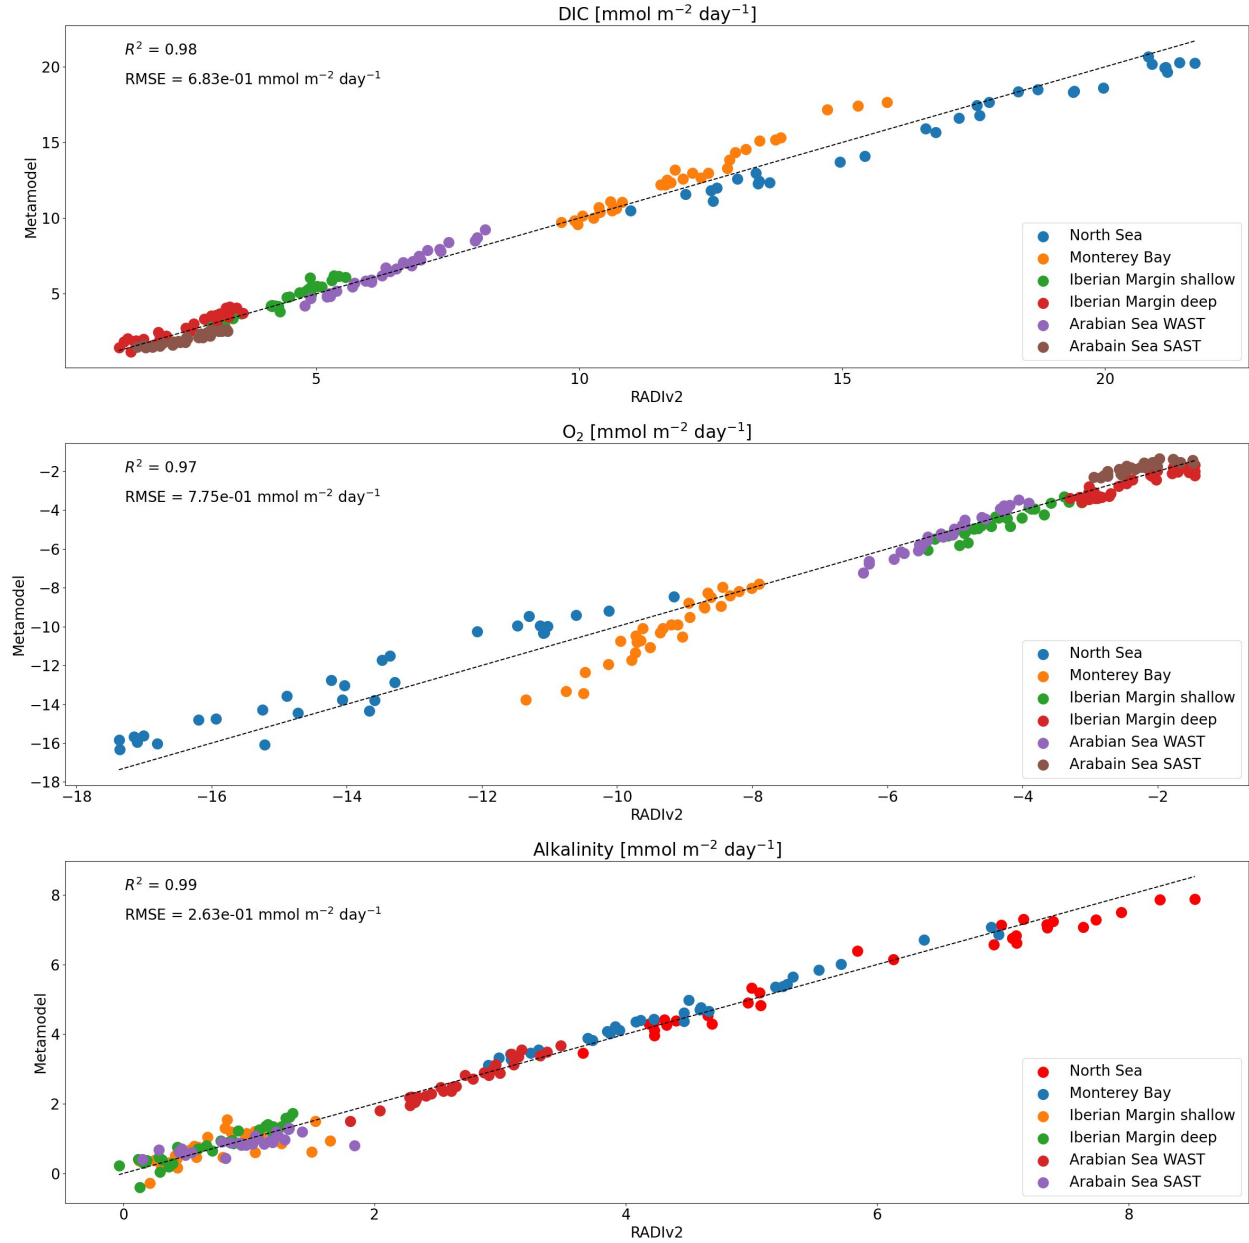 DIC [mmol m⁻² day⁻¹]
R² = 0.98
RMSE = 6.83e-01 mmol m⁻² day⁻¹
20
15
10
5
Metamodel
North Sea
Monterey Bay
Iberian Margin shallow
Iberian Margin deep
Arabian Sea WAST
Arabain Sea SAST
5 10 15 20
RADIv2
O₂ [mmol m⁻² day⁻¹]
R² = 0.97
RMSE = 7.75e-01 mmol m⁻² day⁻¹
−2
−4
−6
−8
−10
−12
−14
−16
−18
Metamodel
North Sea
Monterey Bay
Iberian Margin shallow
Iberian Margin deep
Arabian Sea WAST
Arabain Sea SAST
−18 −16 −14 −12 −10 −8 −6 −4 −2
RADIv2
Alkalinity [mmol m⁻² day⁻¹]
R² = 0.99
RMSE = 2.63e-01 mmol m⁻² day⁻¹
8
6
4
2
0
Metamodel
North Sea
Monterey Bay
Iberian Margin shallow
Iberian Margin deep
Arabian Sea WAST
Arabain Sea SAST
0 2 4 6 8
RADIv2